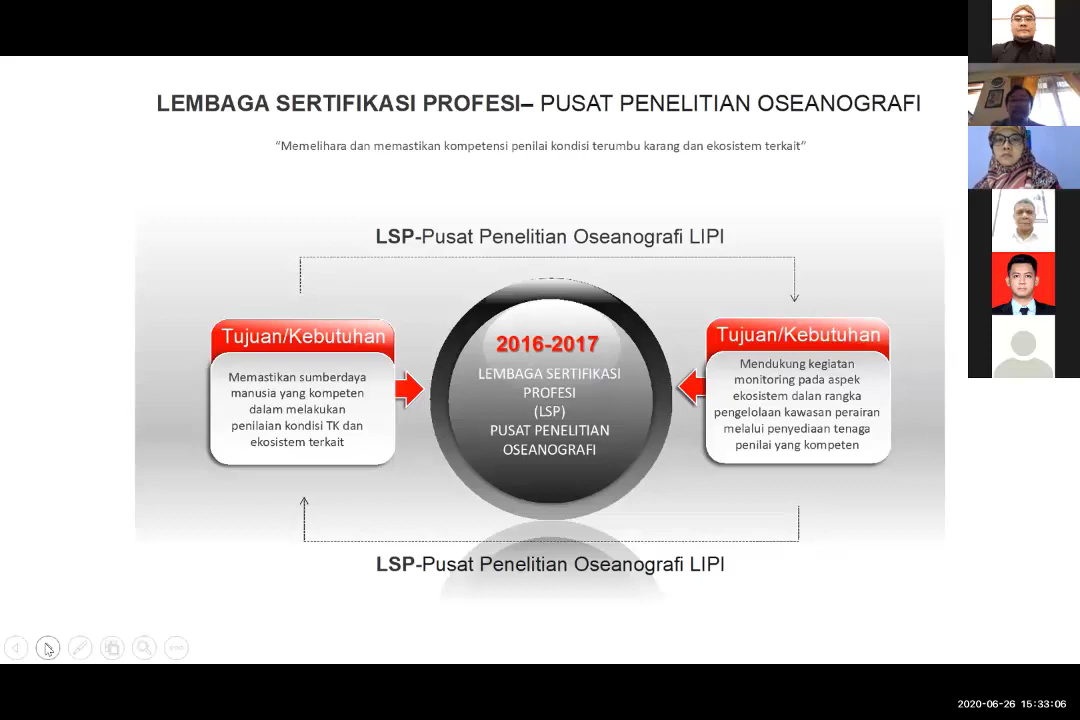 LEMBAGA SERTIFIKASI PROFESI– PUSAT PENELITIAN OSEANOGRAFI
“Memelihara dan memastikan kompetensi penilai kondisi terumbu karang dan ekosistem terkait”
LSP-Pusat Penelitian Oseanografi LIPI
Tujuan/Kebutuhan
Memastikan sumberdaya
manusia yang kompeten
dalam melakukan
penilaian kondisi TK dan
ekosistem terkait
2016-2017
LEMBAGA SERTIFIKASI
PROFESI
(LSP)
PUSAT PENELITIAN
OSEANOGRAFI
Tujuan/Kebutuhan
Mendukung kegiatan
monitoring pada aspek
ekosistem dalan rangka
pengelolaan kawasan perairan
melalui penyediaan tenaga
penilai yang kompeten
LSP-Pusat Penelitian Oseanografi LIPI
2020-06-26 15:33:06